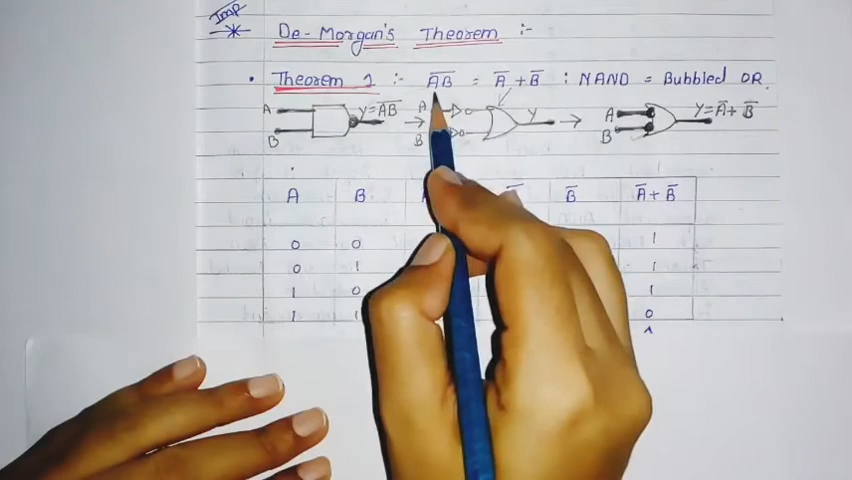 Imp
* De-Morgan's Theorem :-
• Theorem 1 :- A̅B̅ = A̅ + B̅ : NAND = Bubbled OR.
A B Y = A̅B̅ → A B Y → A B Y = A̅ + B̅
A B B̅ A̅ + B̅
0 0 1
0 1 1
1 0 1
1 1 0
^